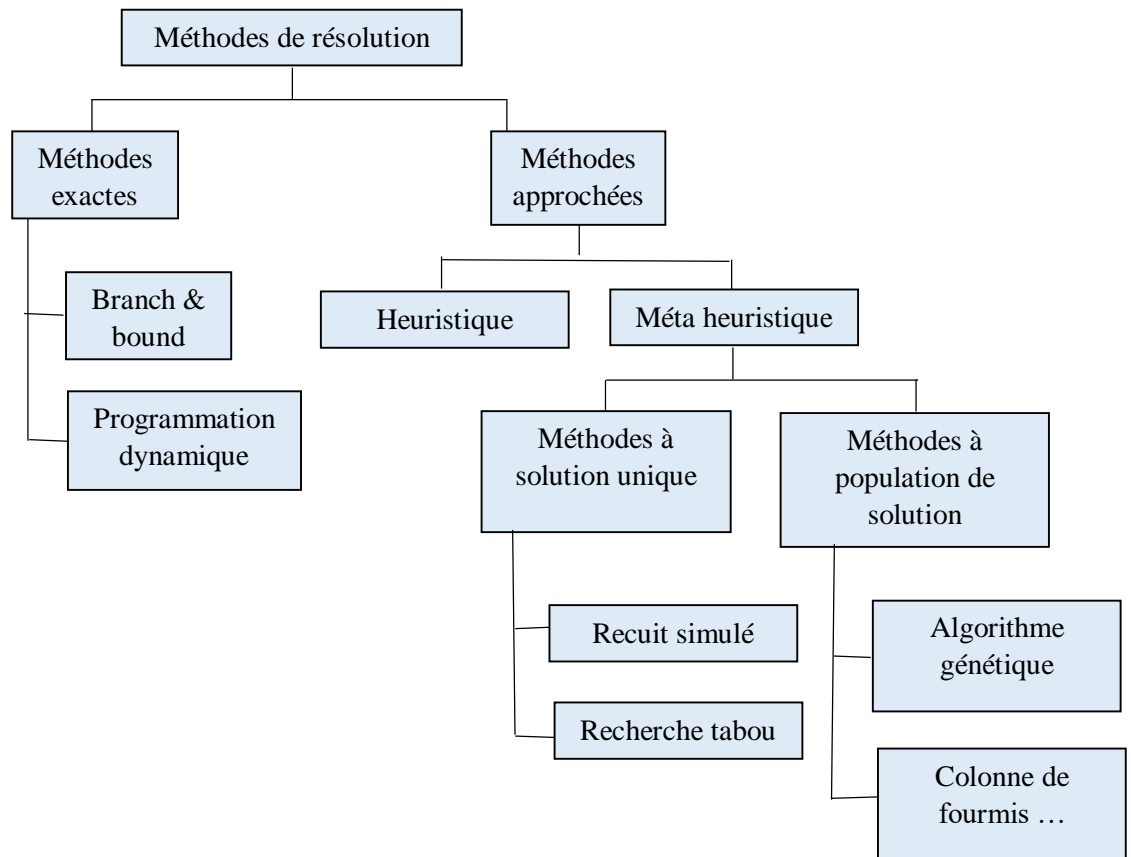 Méthodes de résolution
Méthodes
exactes
Méthodes
approchées
Branch &
bound
Heuristique
Méta heuristique
Programmation
dynamique
Méthodes à
solution unique
Méthodes à
population de
solution
Recuit simulé
Algorithme
génétique
Recherche tabou
Colonne de
fourmis …